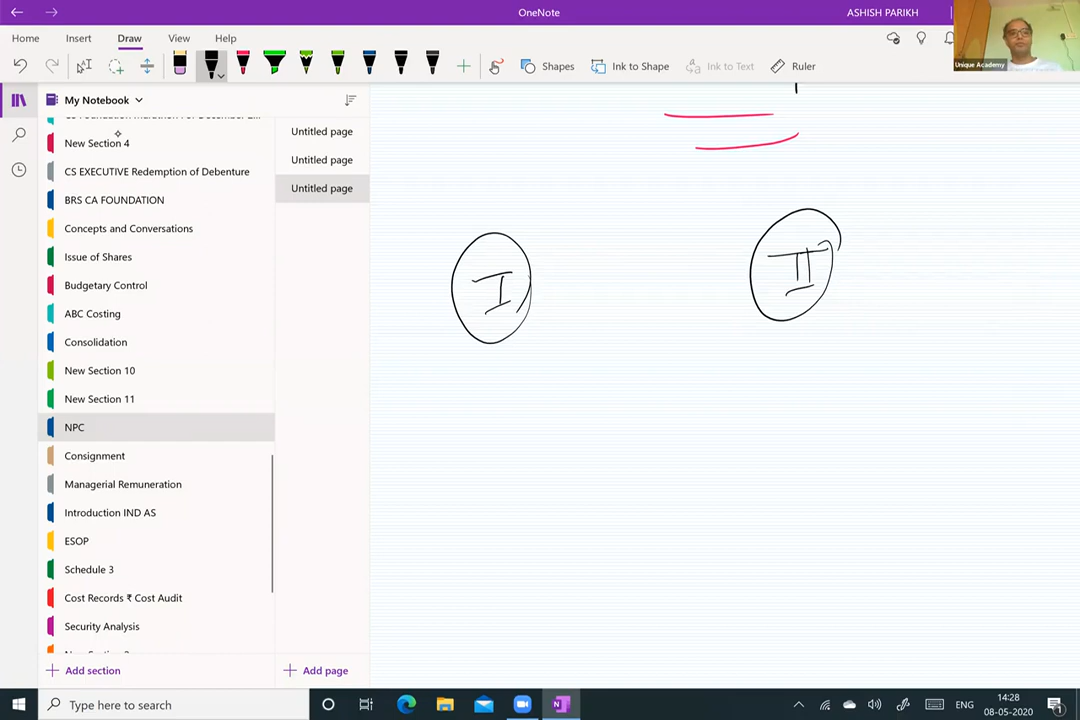 OneNote
ASHISH PARIKH
Unique Academy
Home Insert Draw View Help
Shapes Ink to Shape Ink to Text Ruler
My Notebook
New Section 4
CS EXECUTIVE Redemption of Debenture
BRS CA FOUNDATION
Concepts and Conversations
Issue of Shares
Budgetary Control
ABC Costing
Consolidation
New Section 10
New Section 11
NPC
Consignment
Managerial Remuneration
Introduction IND AS
ESOP
Schedule 3
Cost Records ₹ Cost Audit
Security Analysis
Add section
Untitled page
Untitled page
Untitled page
Add page
I
II
Type here to search
ENG
14:28
08-05-2020